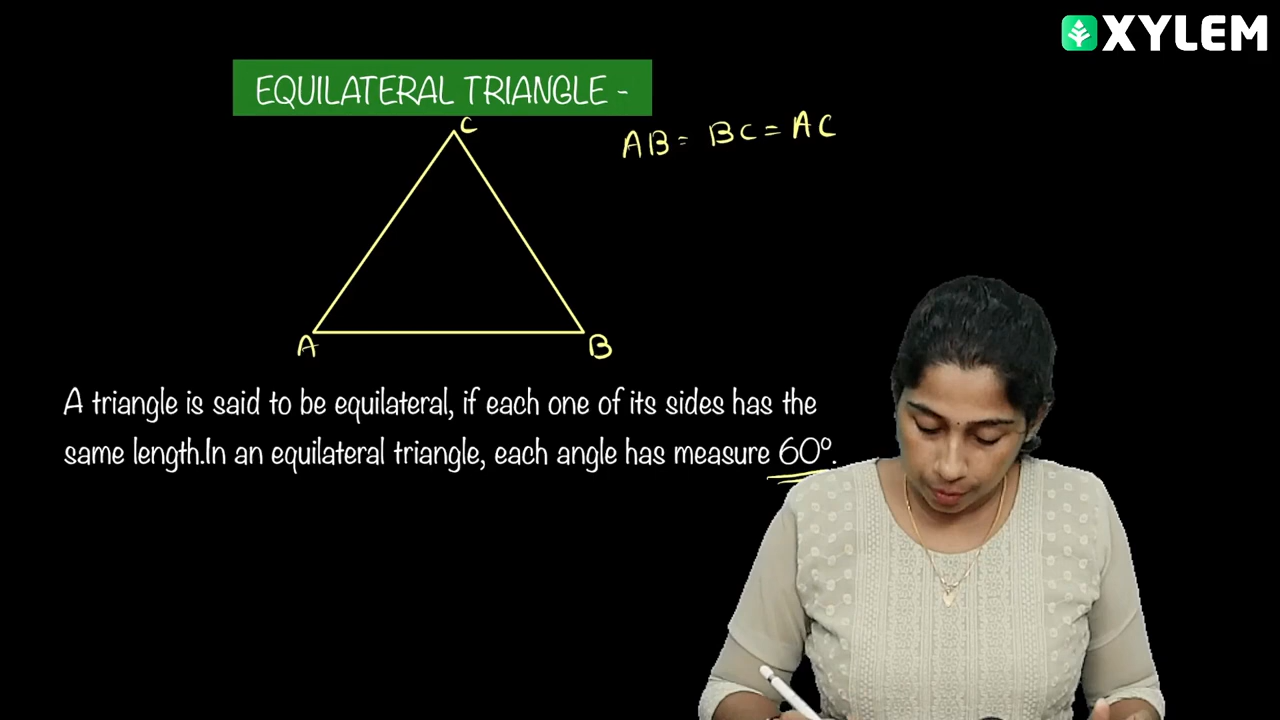 XYLEM
EQUILATERAL TRIANGLE -
C
AB = BC = AC
A
B
A triangle is said to be equilateral, if each one of its sides has the
same length.In an equilateral triangle, each angle has measure 60°.